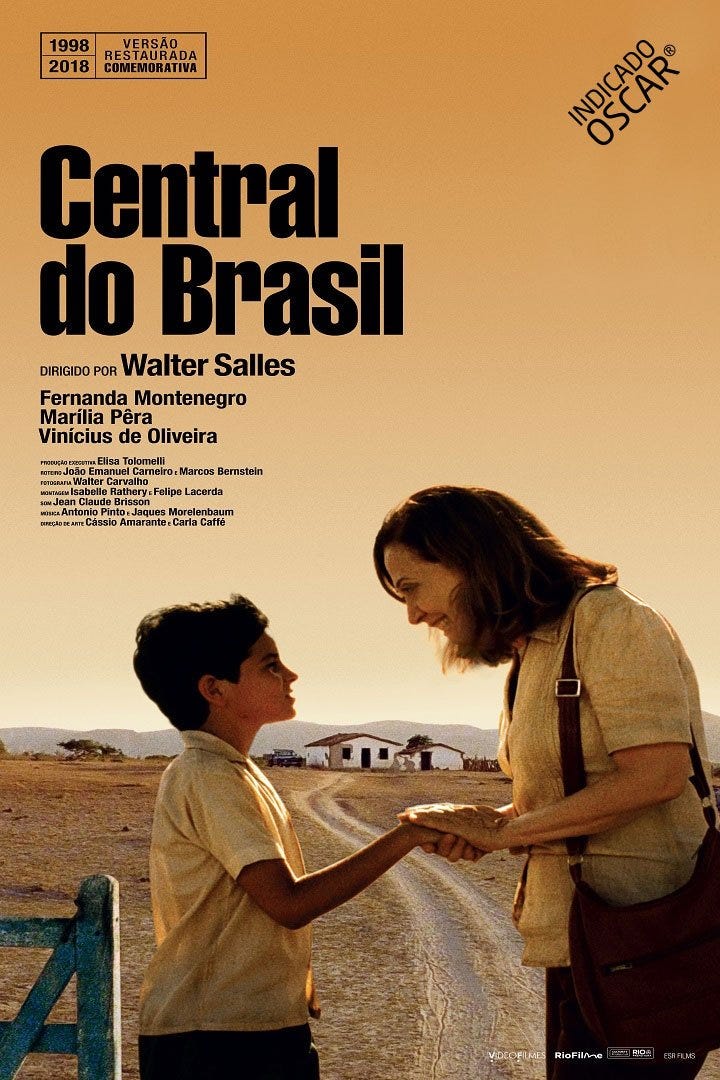 1998
2018
VERSÃO
RESTAURADA
COMEMORATIVA
INDICADO
OSCAR®
Central
do Brasil
DIRIGIDO POR Walter Salles
Fernanda Montenegro
Marília Pêra
Vinícius de Oliveira
PRODUÇÃO EXECUTIVA Elisa Tolomelli
ROTEIRO João Emanuel Carneiro E Marcos Bernstein
FOTOGRAFIA Walter Carvalho
MONTAGEM Isabelle Rathery E Felipe Lacerda
SOM Jean Claude Brisson
MÚSICA Antonio Pinto E Jaques Morelenbaum
DIREÇÃO DE ARTE Cássio Amarante E Carla Caffé
VIDEOFILMES RioFilme RIO ESR FILMS